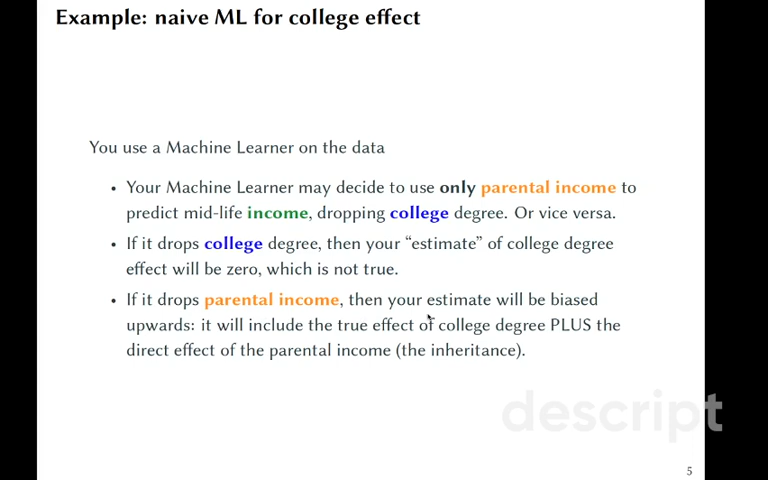 Example: naive ML for college effect
You use a Machine Learner on the data
• Your Machine Learner may decide to use only parental income to
predict mid-life income, dropping college degree. Or vice versa.
• If it drops college degree, then your “estimate” of college degree
effect will be zero, which is not true.
• If it drops parental income, then your estimate will be biased
upwards: it will include the true effect of college degree PLUS the
direct effect of the parental income (the inheritance).
descript
5